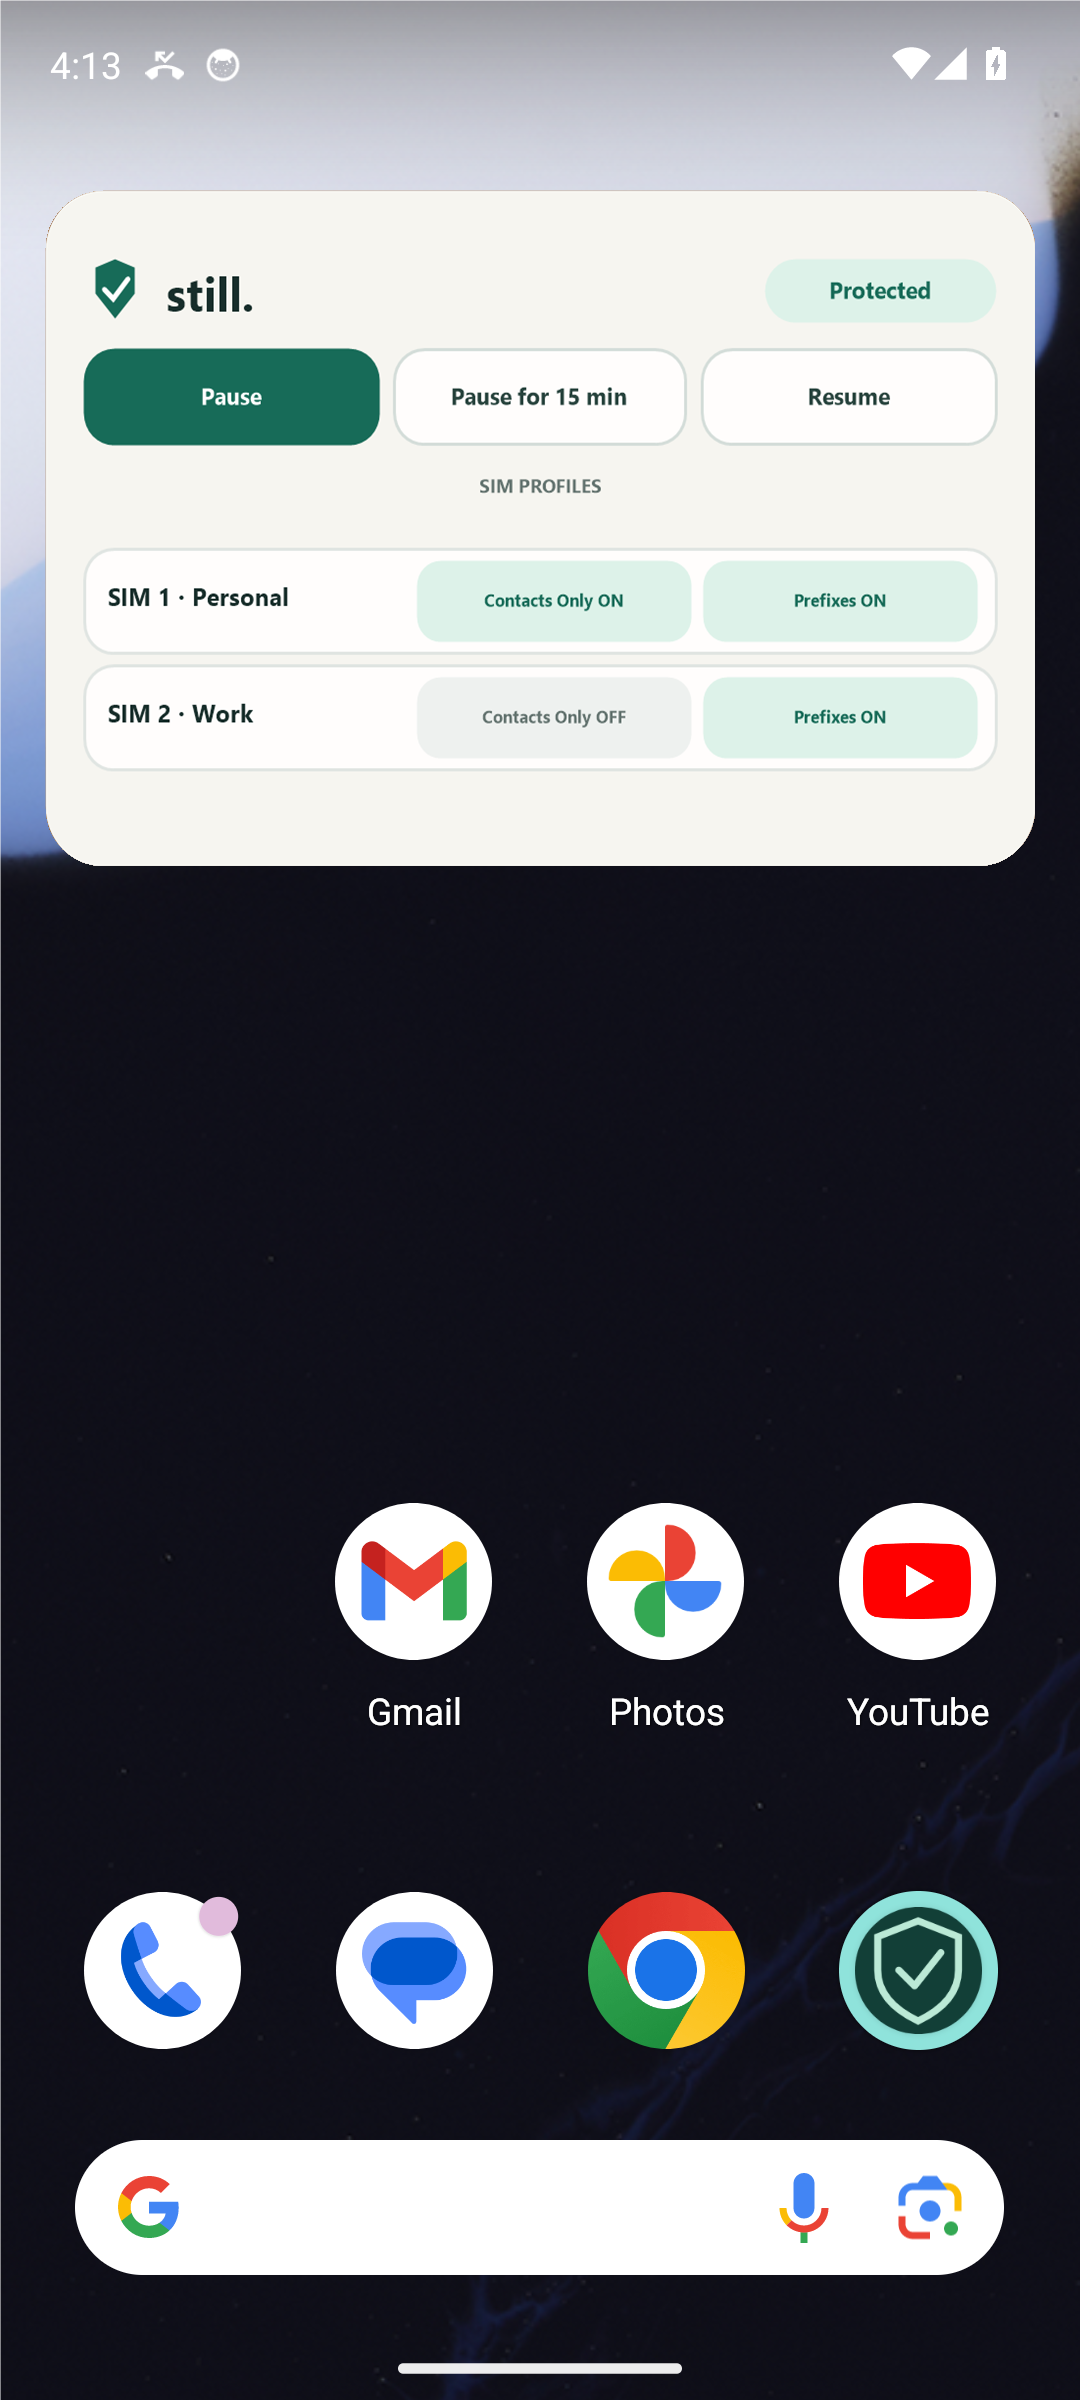 4:13
still.
Protected
Pause
Pause for 15 min
Resume
SIM PROFILES
SIM 1 · Personal
Contacts Only ON
Prefixes ON
SIM 2 · Work
Contacts Only OFF
Prefixes ON
Gmail
Photos
YouTube